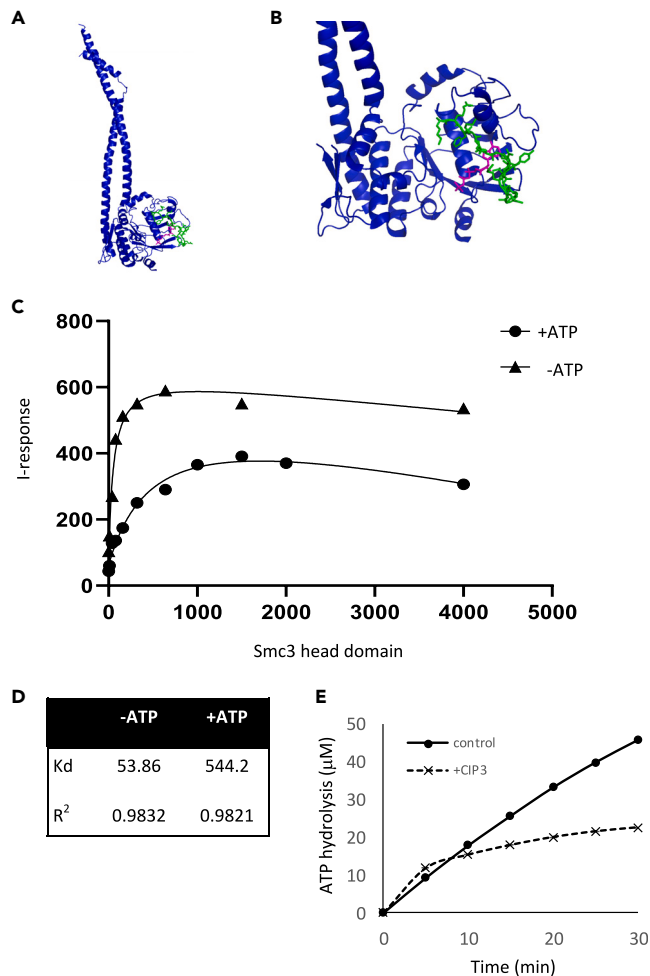 A
B
C
800
600
400
200
0
I-response
0 1000 2000 3000 4000 5000
Smc3 head domain
+ATP
-ATP
D
-ATP +ATP
Kd 53.86 544.2
R² 0.9832 0.9821
E
50
40
30
20
10
0
ATP hydrolysis (μM)
control
+CIP3
0 10 20 30
Time (min)